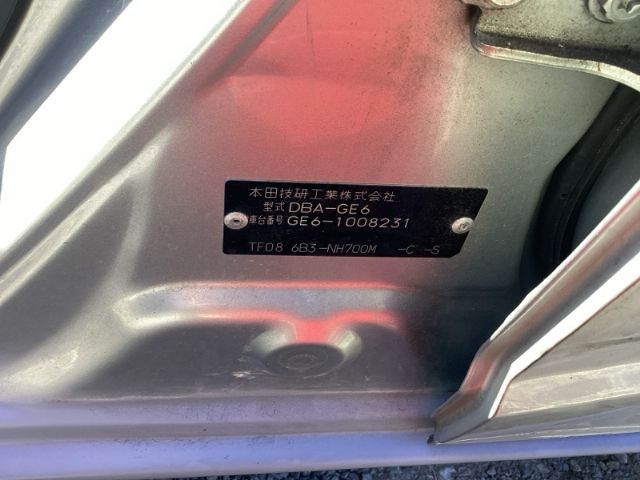 本田技研工業株式会社
型式 DBA-GE6
車台番号 GE6-1008231
TF08 6B3-NH700M -C -S